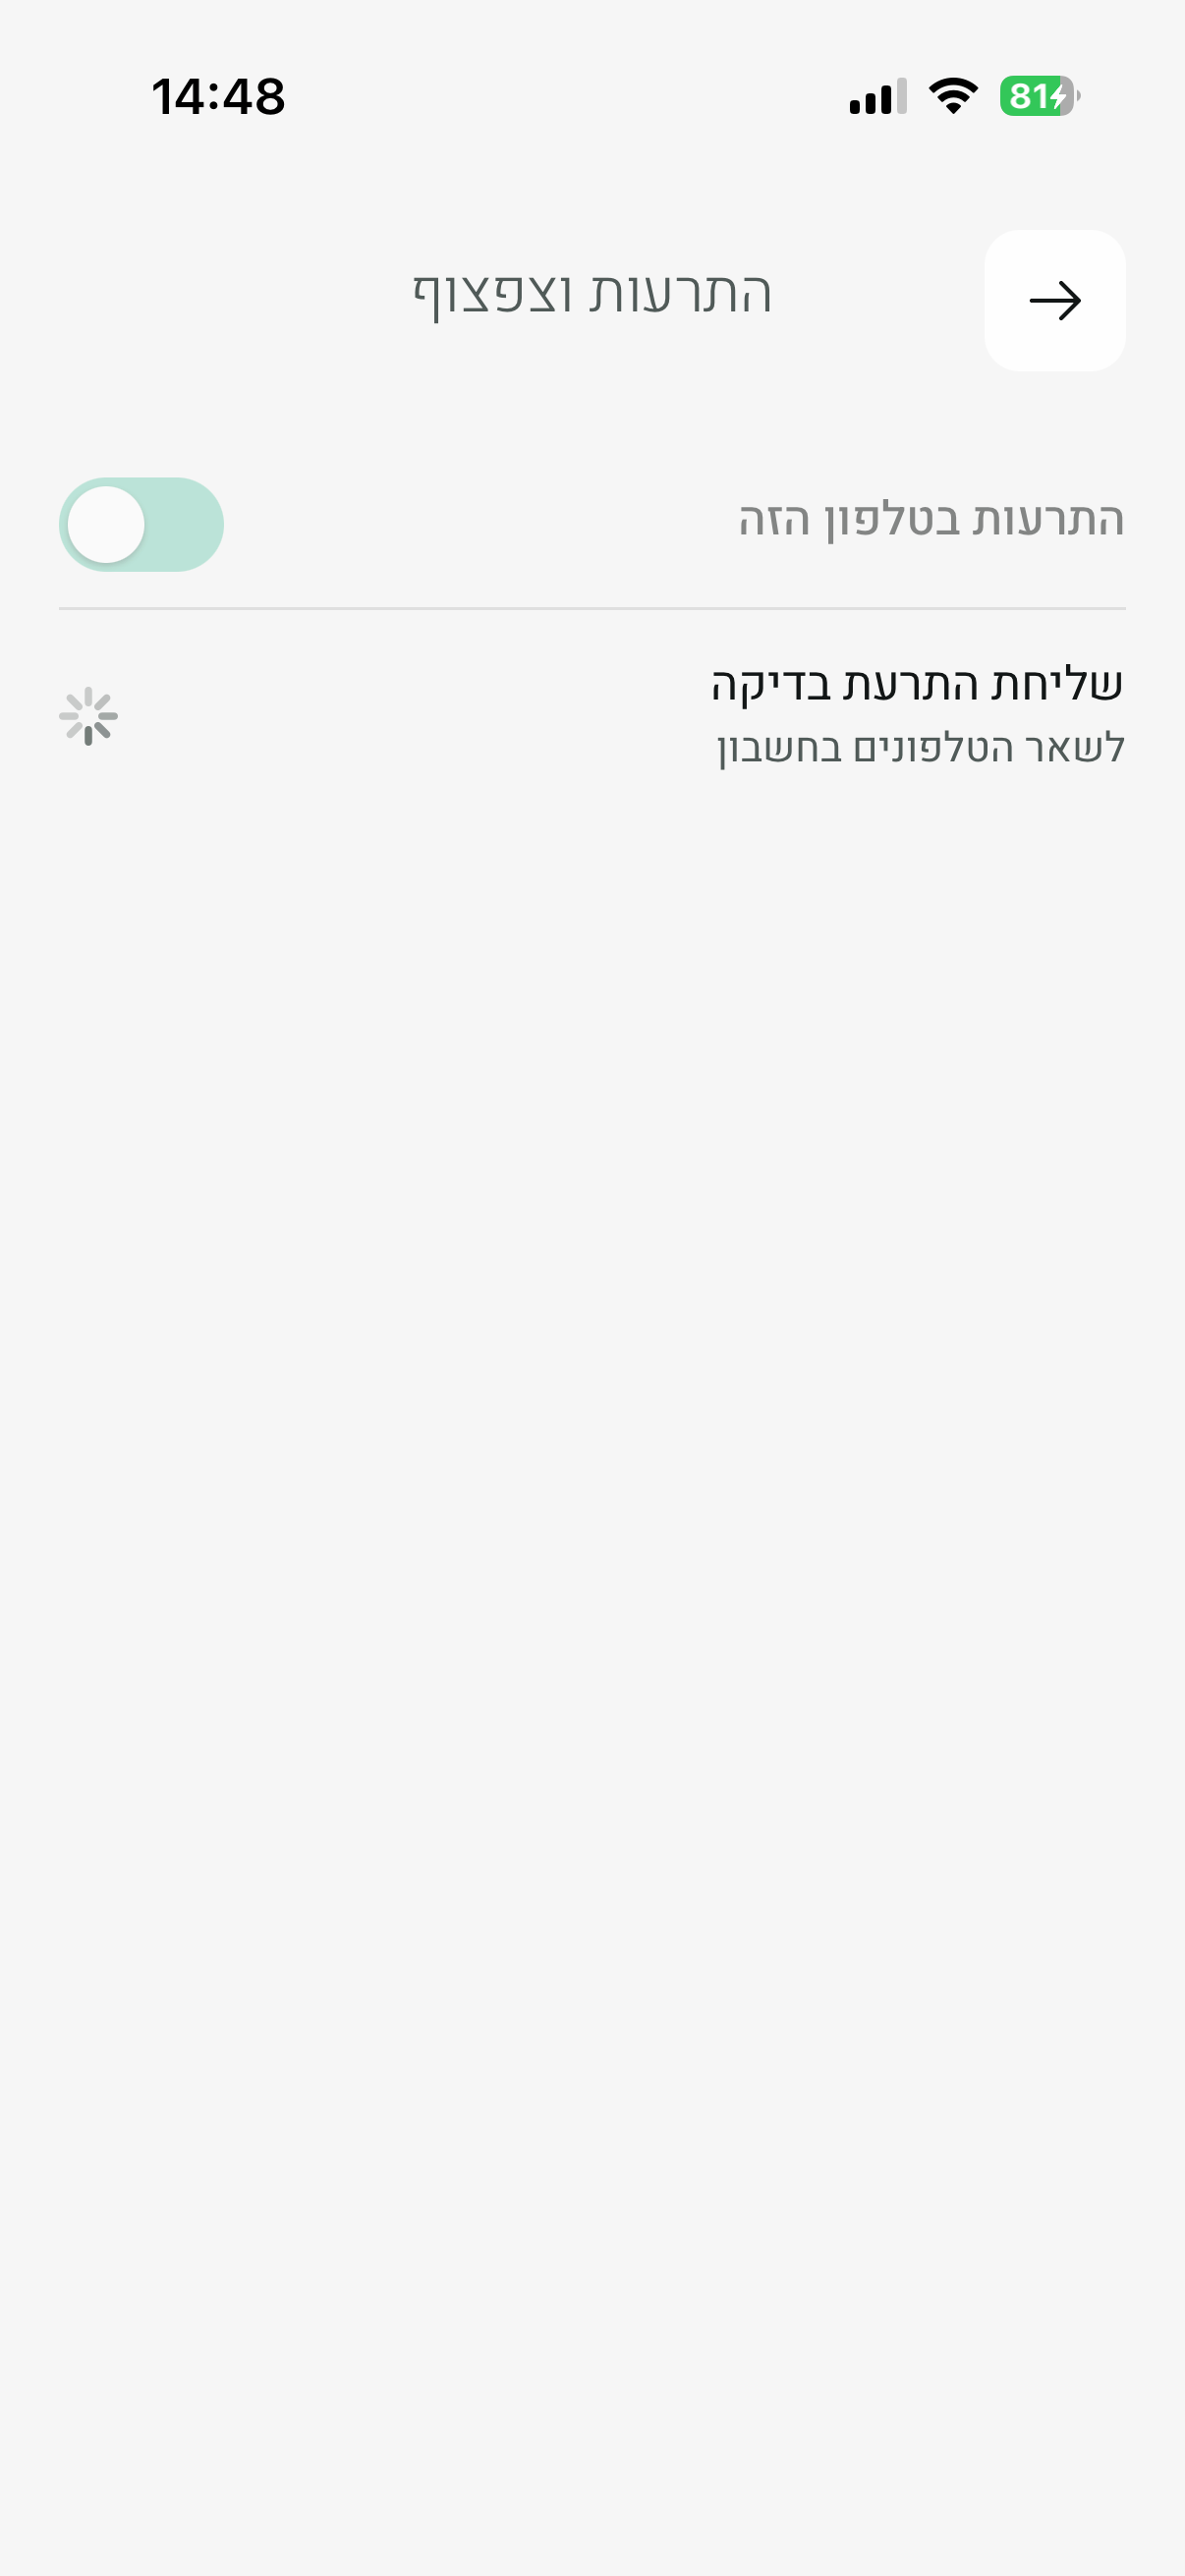 14:48
81
התרעות וצפצוף
התרעות בטלפון הזה
שליחת התרעת בדיקה
לשאר הטלפונים בחשבון